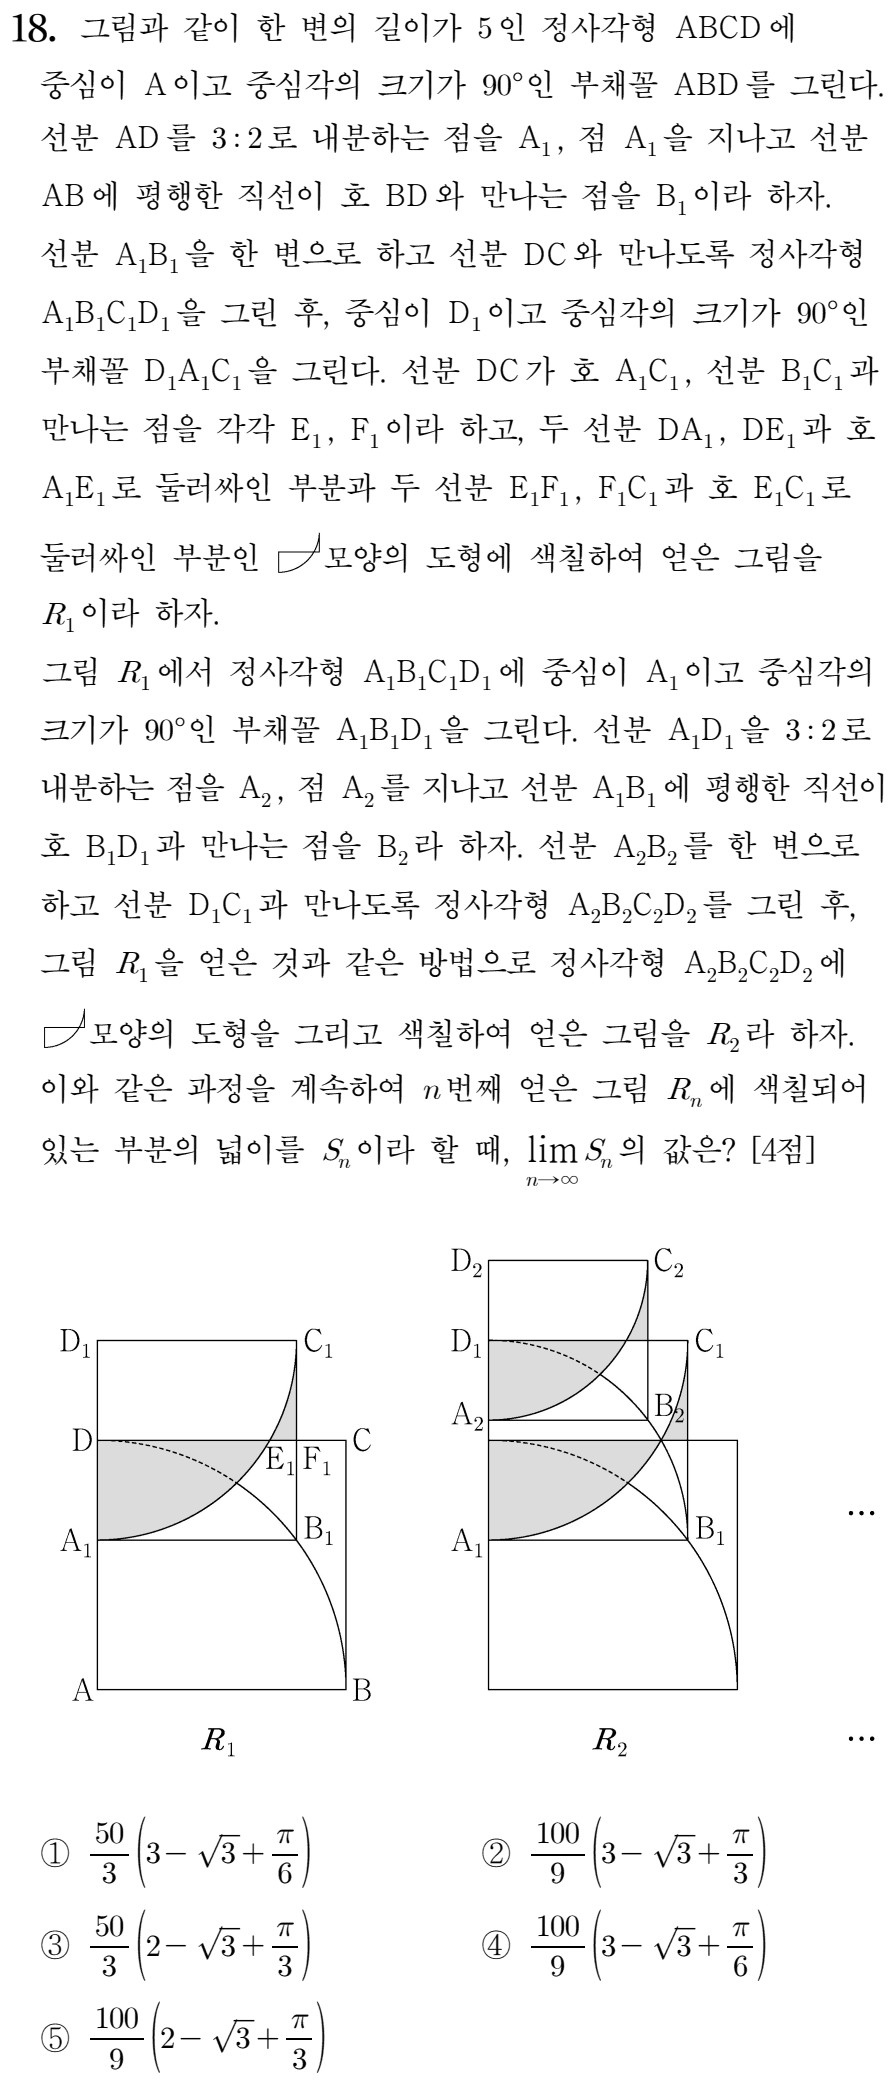 18. 그림과 같이 한 변의 길이가 5인 정사각형 ABCD에
중심이 A이고 중심각의 크기가 90°인 부채꼴 ABD를 그린다.
선분 AD를 3:2로 내분하는 점을 A₁, 점 A₁을 지나고 선분
AB에 평행한 직선이 호 BD와 만나는 점을 B₁이라 하자.
선분 A₁B₁을 한 변으로 하고 선분 DC와 만나도록 정사각형
A₁B₁C₁D₁을 그린 후, 중심이 D₁이고 중심각의 크기가 90°인
부채꼴 D₁A₁C₁을 그린다. 선분 DC가 호 A₁C₁, 선분 B₁C₁과
만나는 점을 각각 E₁, F₁이라 하고, 두 선분 DA₁, DE₁과 호
A₁E₁로 둘러싸인 부분과 두 선분 E₁F₁, F₁C₁과 호 E₁C₁로
둘러싸인 부분인 모양의 도형에 색칠하여 얻은 그림을
R₁이라 하자.
그림 R₁에서 정사각형 A₁B₁C₁D₁에 중심이 A₁이고 중심각의
크기가 90°인 부채꼴 A₁B₁D₁을 그린다. 선분 A₁D₁을 3:2로
내분하는 점을 A₂, 점 A₂를 지나고 선분 A₁B₁에 평행한 직선이
호 B₁D₁과 만나는 점을 B₂라 하자. 선분 A₂B₂를 한 변으로
하고 선분 D₁C₁과 만나도록 정사각형 A₂B₂C₂D₂를 그린 후,
그림 R₁을 얻은 것과 같은 방법으로 정사각형 A₂B₂C₂D₂에
모양의 도형을 그리고 색칠하여 얻은 그림을 R₂라 하자.
이와 같은 과정을 계속하여 n번째 얻은 그림 Rₙ에 색칠되어
있는 부분의 넓이를 Sₙ이라 할 때, lim n→∞ Sₙ의 값은? [4점]
D₁ C₁
D C
E₁ F₁
A₁ B₁
A B
R₁
D₂ C₂
D₁ C₁
A₂ B₂
A₁ B₁
R₂
…
…
① 50/3 (3−√3+π/6) ② 100/9 (3−√3+π/3)
③ 50/3 (2−√3+π/3) ④ 100/9 (3−√3+π/6)
⑤ 100/9 (2−√3+π/3)